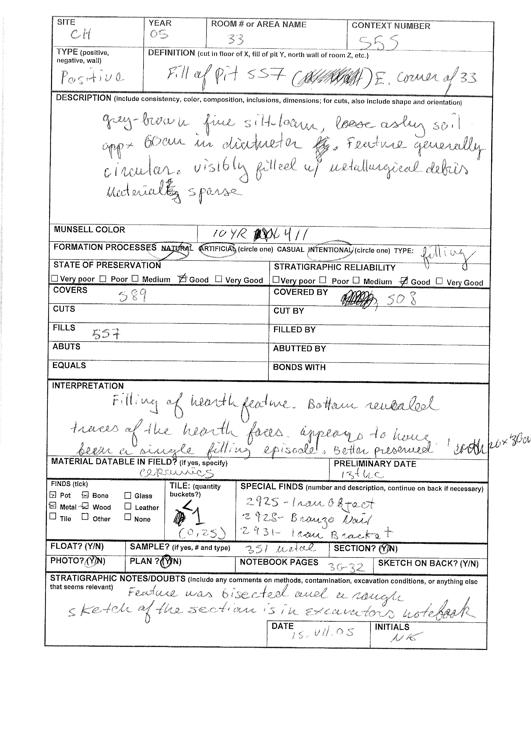 SITE YEAR ROOM # or AREA NAME CONTEXT NUMBER
CH 05 33 555
TYPE (positive, negative, wall) DEFINITION (cut in floor of X, fill of pit Y, north wall of room Z, etc.)
Positive Fill of Pit 557 E. corner of 33
DESCRIPTION (Include consistency, color, composition, inclusions, dimensions; for cuts, also include shape and orientation)
grey-brown fine silt-loam, loose ashy soil
appx 60cm in diameter Feature generally
circular. visibly filled w/ metallurgical debris
Material sparse
MUNSELL COLOR 10YR 4/1
FORMATION PROCESSES NATURAL ARTIFICIAL (circle one) CASUAL INTENTIONAL (circle one) TYPE: filling
STATE OF PRESERVATION STRATIGRAPHIC RELIABILITY
Very poor Poor Medium Good Very Good Very poor Poor Medium Good Very Good
COVERS 589 COVERED BY 508
CUTS CUT BY
FILLS 557 FILLED BY
ABUTS ABUTTED BY
EQUALS BONDS WITH
INTERPRETATION
Filling of hearth feature. Bottom revealed
traces of the hearth faces. appears to have
been a single filling episode. Better preserved 20 x 30cm
MATERIAL DATABLE IN FIELD? (if yes, specify) PRELIMINARY DATE
ceramics 13th c
FINDS (tick) TILE: (quantity buckets?) SPECIAL FINDS (number and description, continue on back if necessary)
Pot Bone Glass <1 2925 - Iron Object
Metal Wood Leather 2928 - Bronze Nail
Tile Other None (0,25) 2931 - Iron Bracket
FLOAT? (Y/N) SAMPLE? (if yes, # and type) 351 metal SECTION? (Y/N)
PHOTO? (Y/N) PLAN? (Y/N) NOTEBOOK PAGES 30-32 SKETCH ON BACK? (Y/N)
STRATIGRAPHIC NOTES/DOUBTS (Include any comments on methods, contamination, excavation conditions, or anything else
that seems relevant) Feature was bisected and a rough
sketch of the section is in excavators notebook
DATE INITIALS
15.VII.05 NK